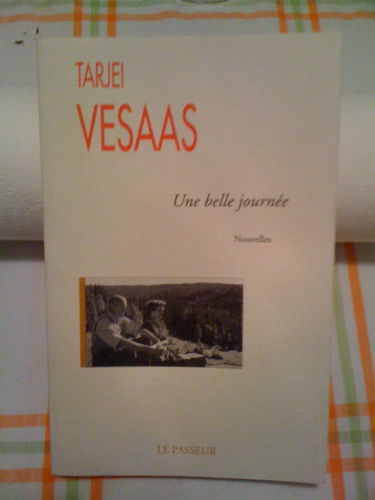 TARJEI
VESAAS
Une belle journée
Nouvelles
LE PASSEUR